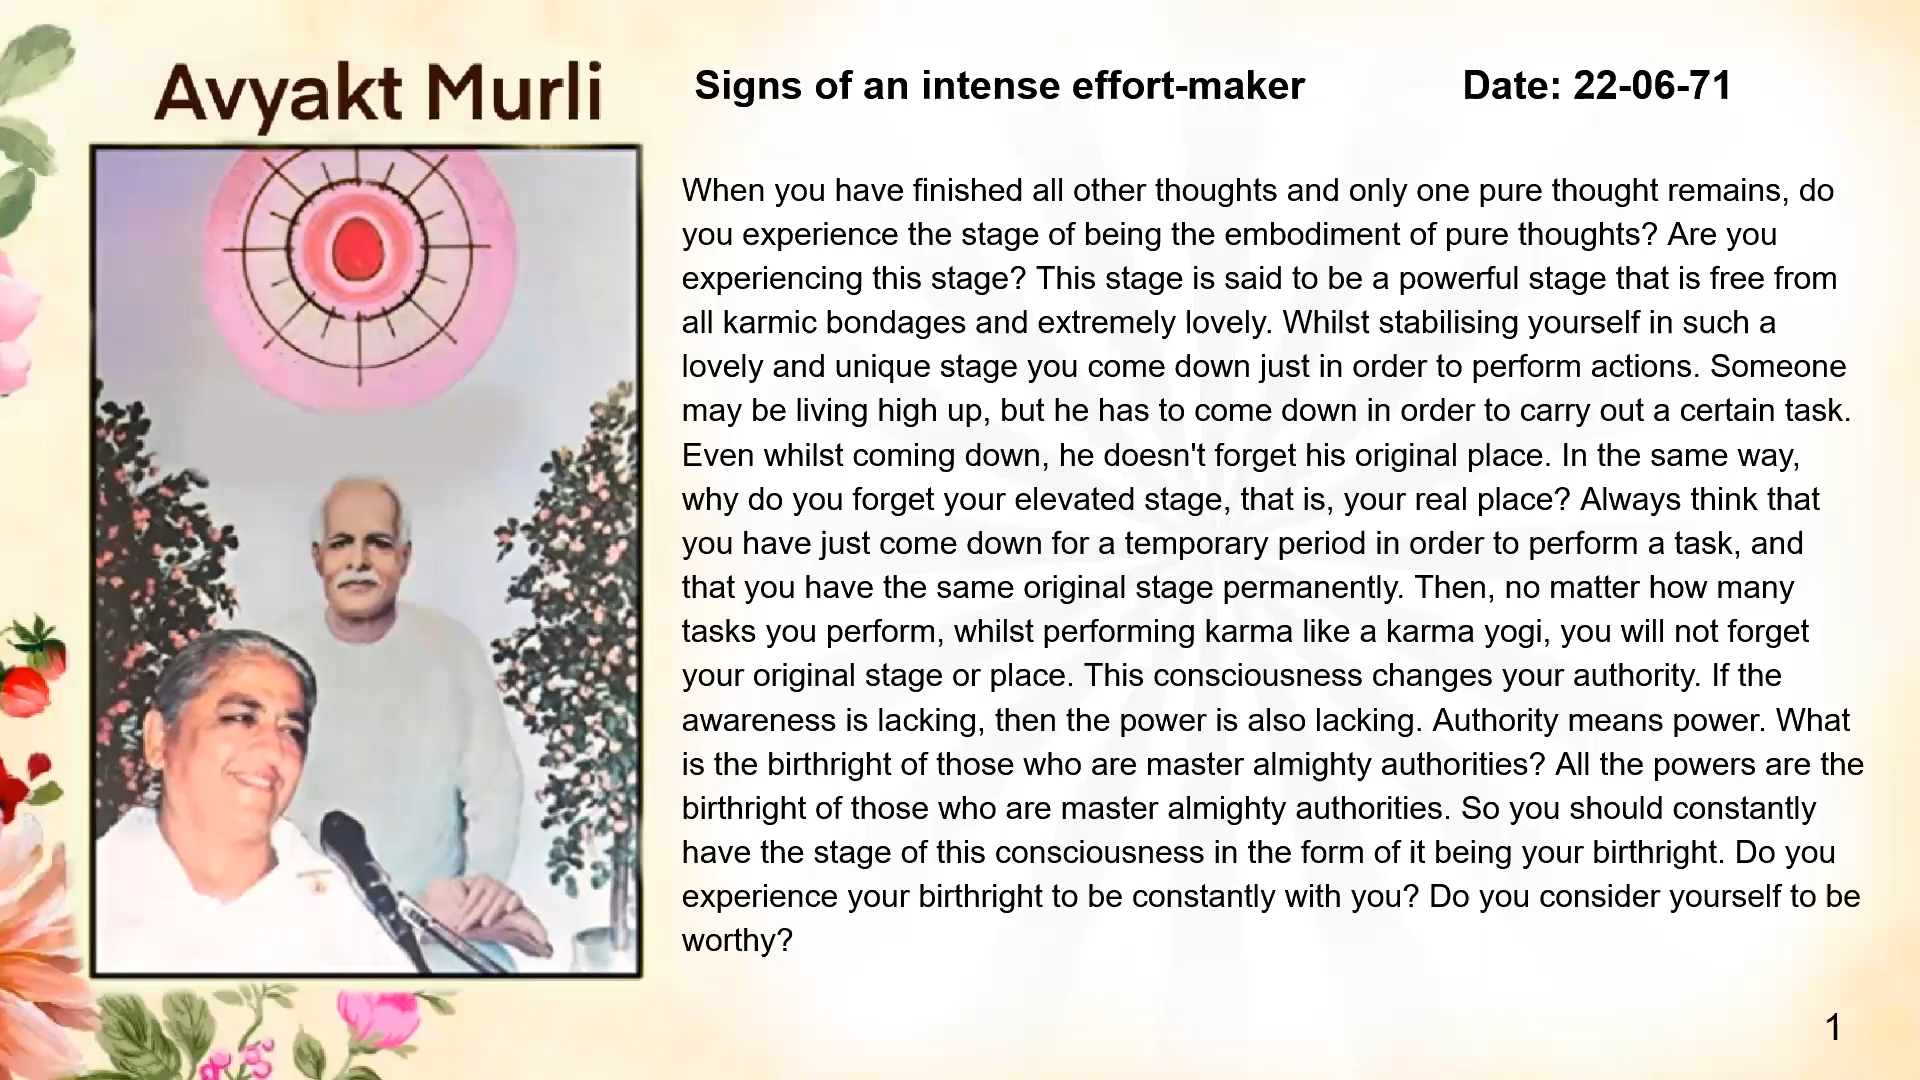 Avyakt Murli
Signs of an intense effort-maker
Date: 22-06-71
When you have finished all other thoughts and only one pure thought remains, do
you experience the stage of being the embodiment of pure thoughts? Are you
experiencing this stage? This stage is said to be a powerful stage that is free from
all karmic bondages and extremely lovely. Whilst stabilising yourself in such a
lovely and unique stage you come down just in order to perform actions. Someone
may be living high up, but he has to come down in order to carry out a certain task.
Even whilst coming down, he doesn't forget his original place. In the same way,
why do you forget your elevated stage, that is, your real place? Always think that
you have just come down for a temporary period in order to perform a task, and
that you have the same original stage permanently. Then, no matter how many
tasks you perform, whilst performing karma like a karma yogi, you will not forget
your original stage or place. This consciousness changes your authority. If the
awareness is lacking, then the power is also lacking. Authority means power. What
is the birthright of those who are master almighty authorities? All the powers are the
birthright of those who are master almighty authorities. So you should constantly
have the stage of this consciousness in the form of it being your birthright. Do you
experience your birthright to be constantly with you? Do you consider yourself to be
worthy?
1